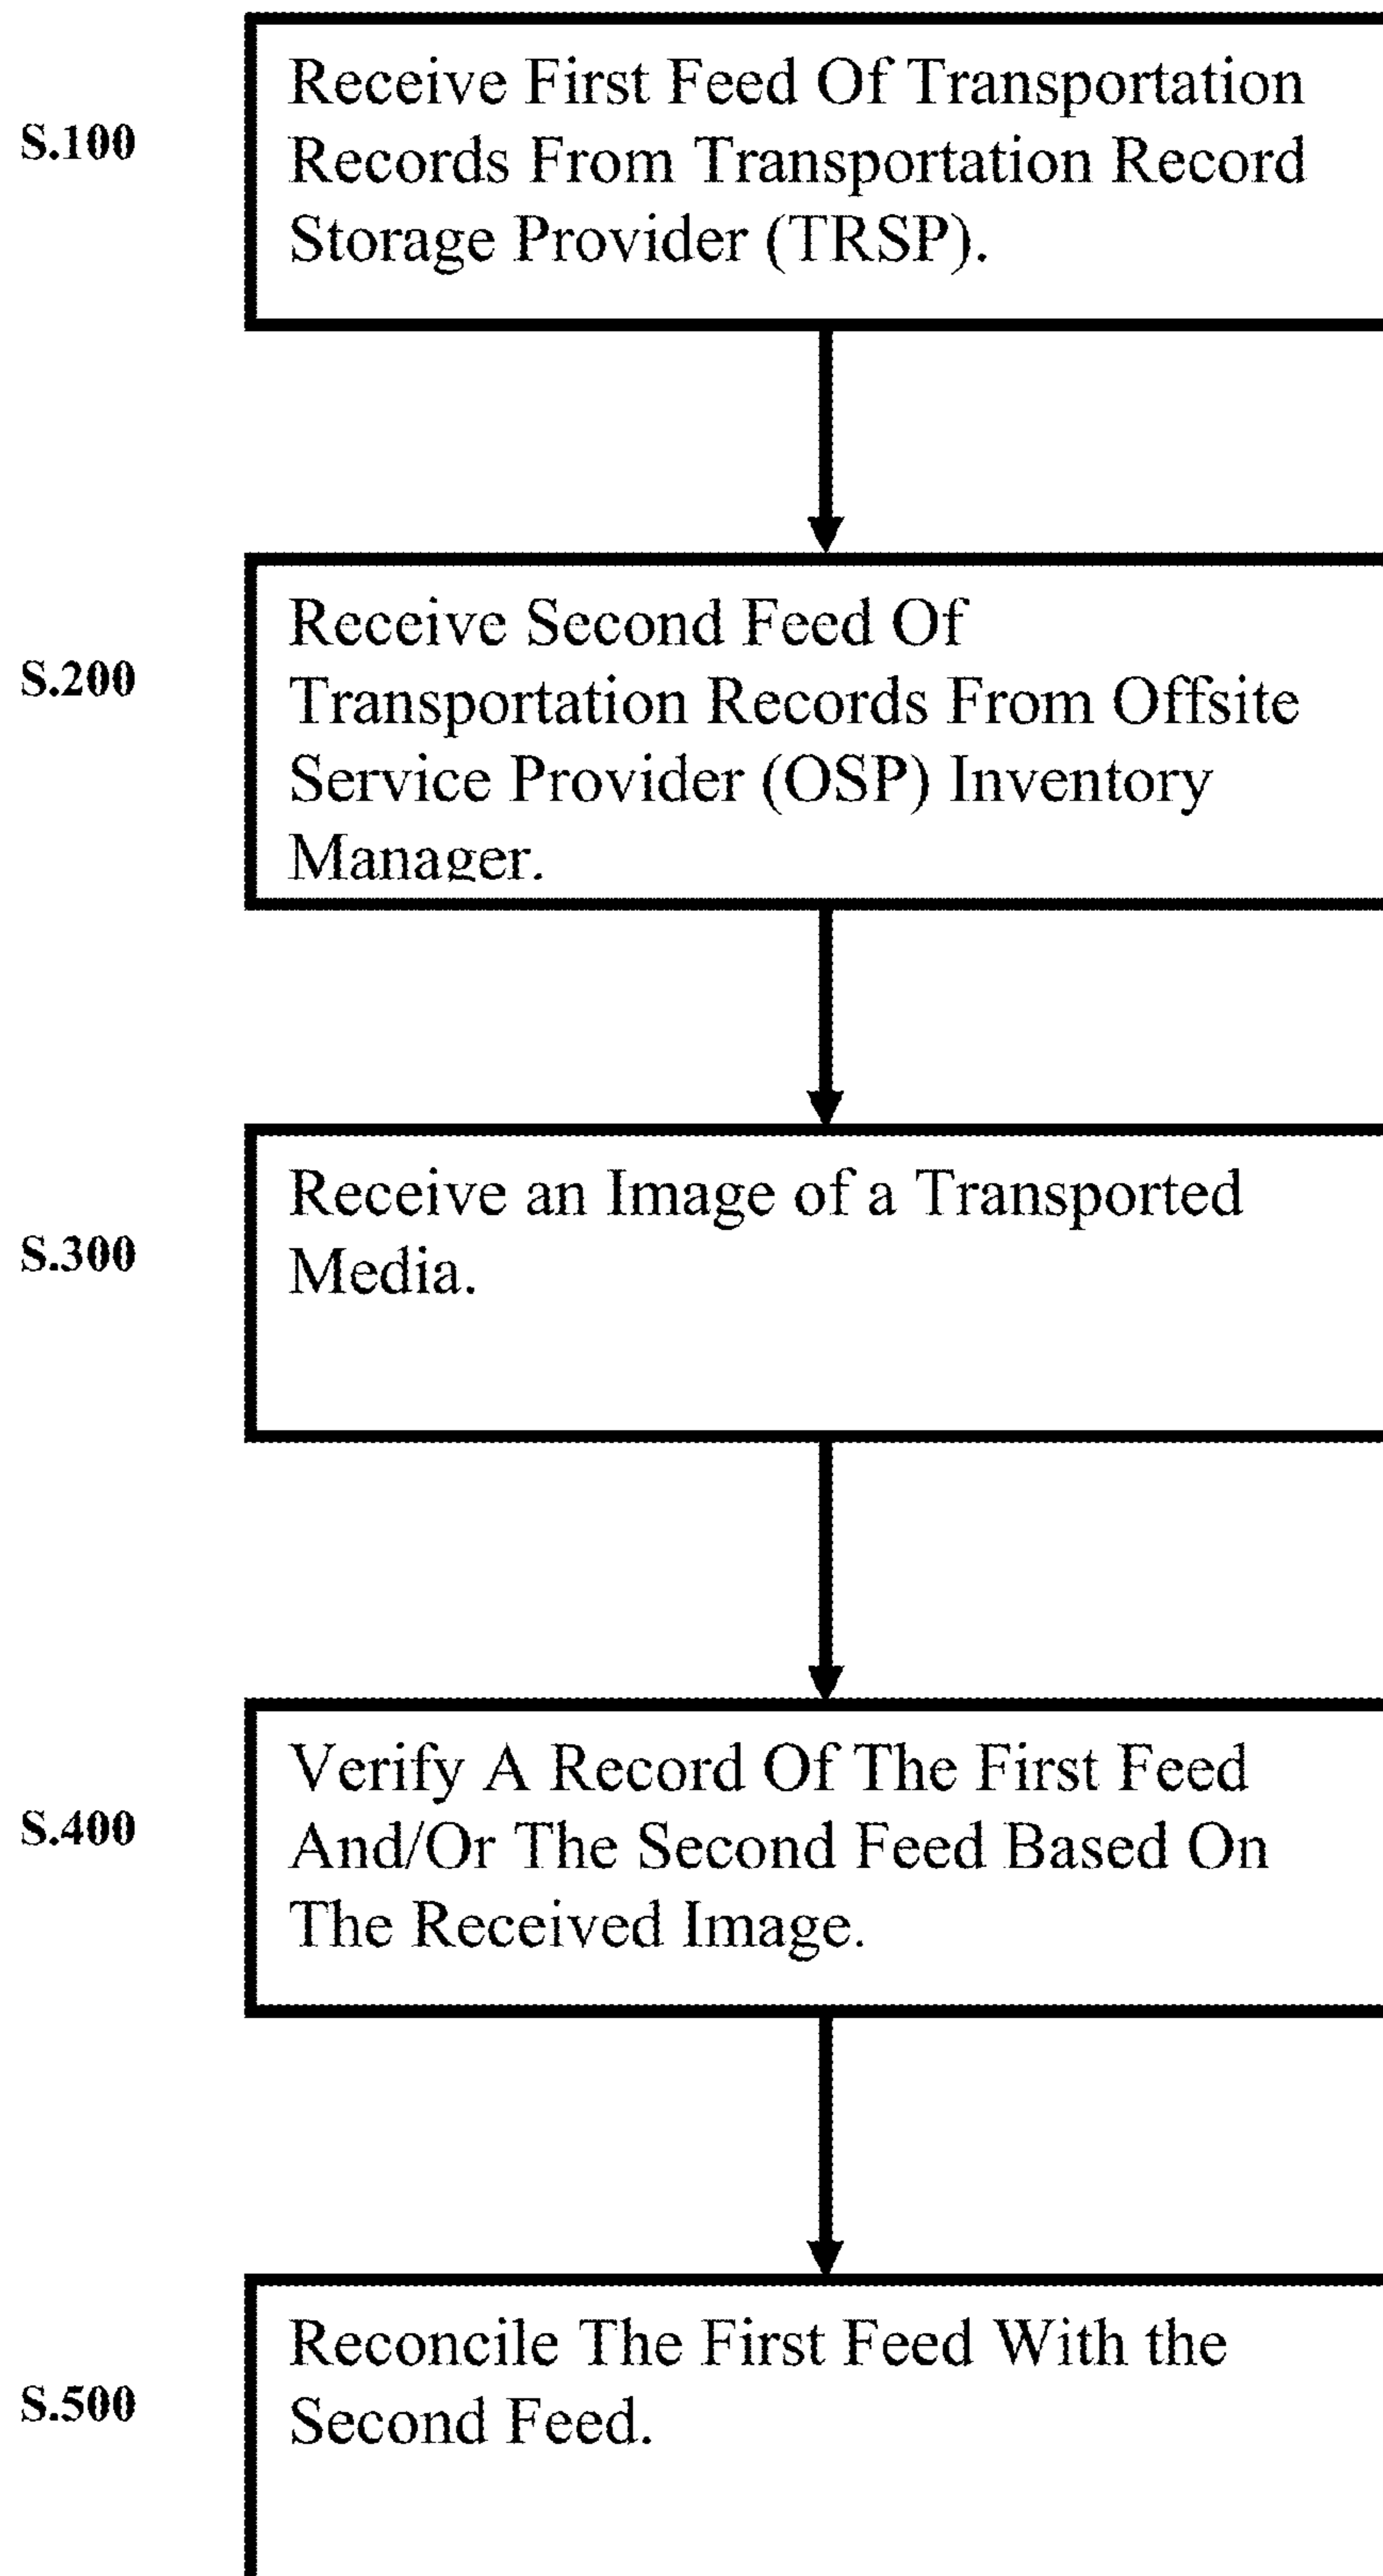 S.100
Receive First Feed Of Transportation
Records From Transportation Record
Storage Provider (TRSP).
S.200
Receive Second Feed Of
Transportation Records From Offsite
Service Provider (OSP) Inventory
Manager.
S.300
Receive an Image of a Transported
Media.
S.400
Verify A Record Of The First Feed
And/Or The Second Feed Based On
The Received Image.
S.500
Reconcile The First Feed With the
Second Feed.